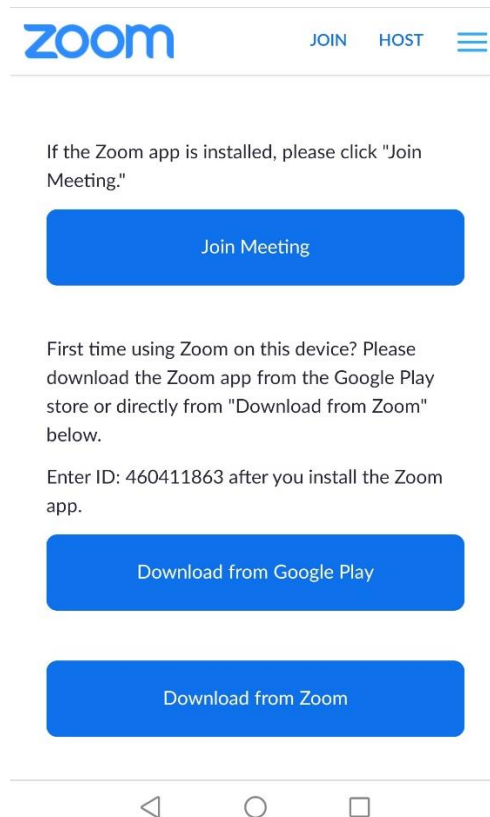 zoom
JOIN HOST
If the Zoom app is installed, please click "Join
Meeting."
Join Meeting
First time using Zoom on this device? Please
download the Zoom app from the Google Play
store or directly from "Download from Zoom"
below.
Enter ID: 460411863 after you install the Zoom
app.
Download from Google Play
Download from Zoom